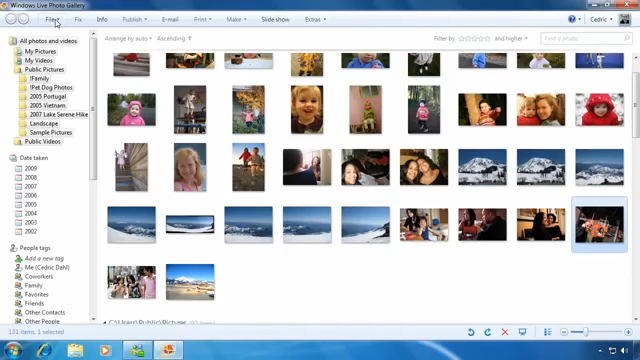 Windows Live Photo Gallery
File Fix Info Publish E-mail Print Make Slide show Extras Cedric
All photos and videos
My Pictures
My Videos
Public Pictures
!Family
!Pet Dog Photos
2005 Portugal
2005 Vietnam
2007 Lake Serene Hike
Landscape
Sample Pictures
Public Videos
Date taken
2009
2008
2007
2006
2005
2004
2003
2002
People tags
Add a new tag
Me (Cedric Dahl)
Coworkers
Family
Favorites
Friends
Other Contacts
Other People
Arrange by auto Ascending Filter by and higher Find a photo
C:\Users\Public\Pictures
131 items, 1 selected